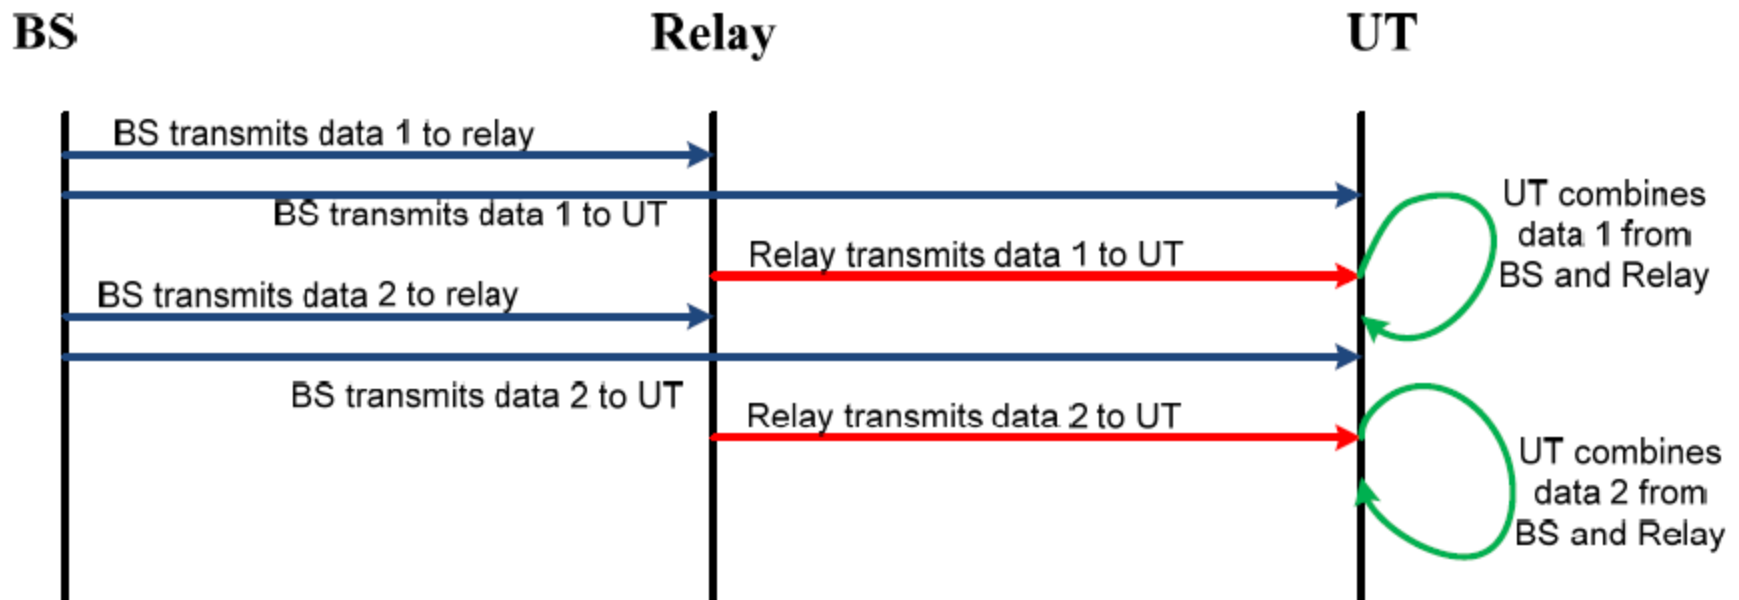 BS
Relay
UT
BS transmits data 1 to relay
BS transmits data 1 to UT
Relay transmits data 1 to UT
UT combines
data 1 from
BS and Relay
BS transmits data 2 to relay
BS transmits data 2 to UT
Relay transmits data 2 to UT
UT combines
data 2 from
BS and Relay